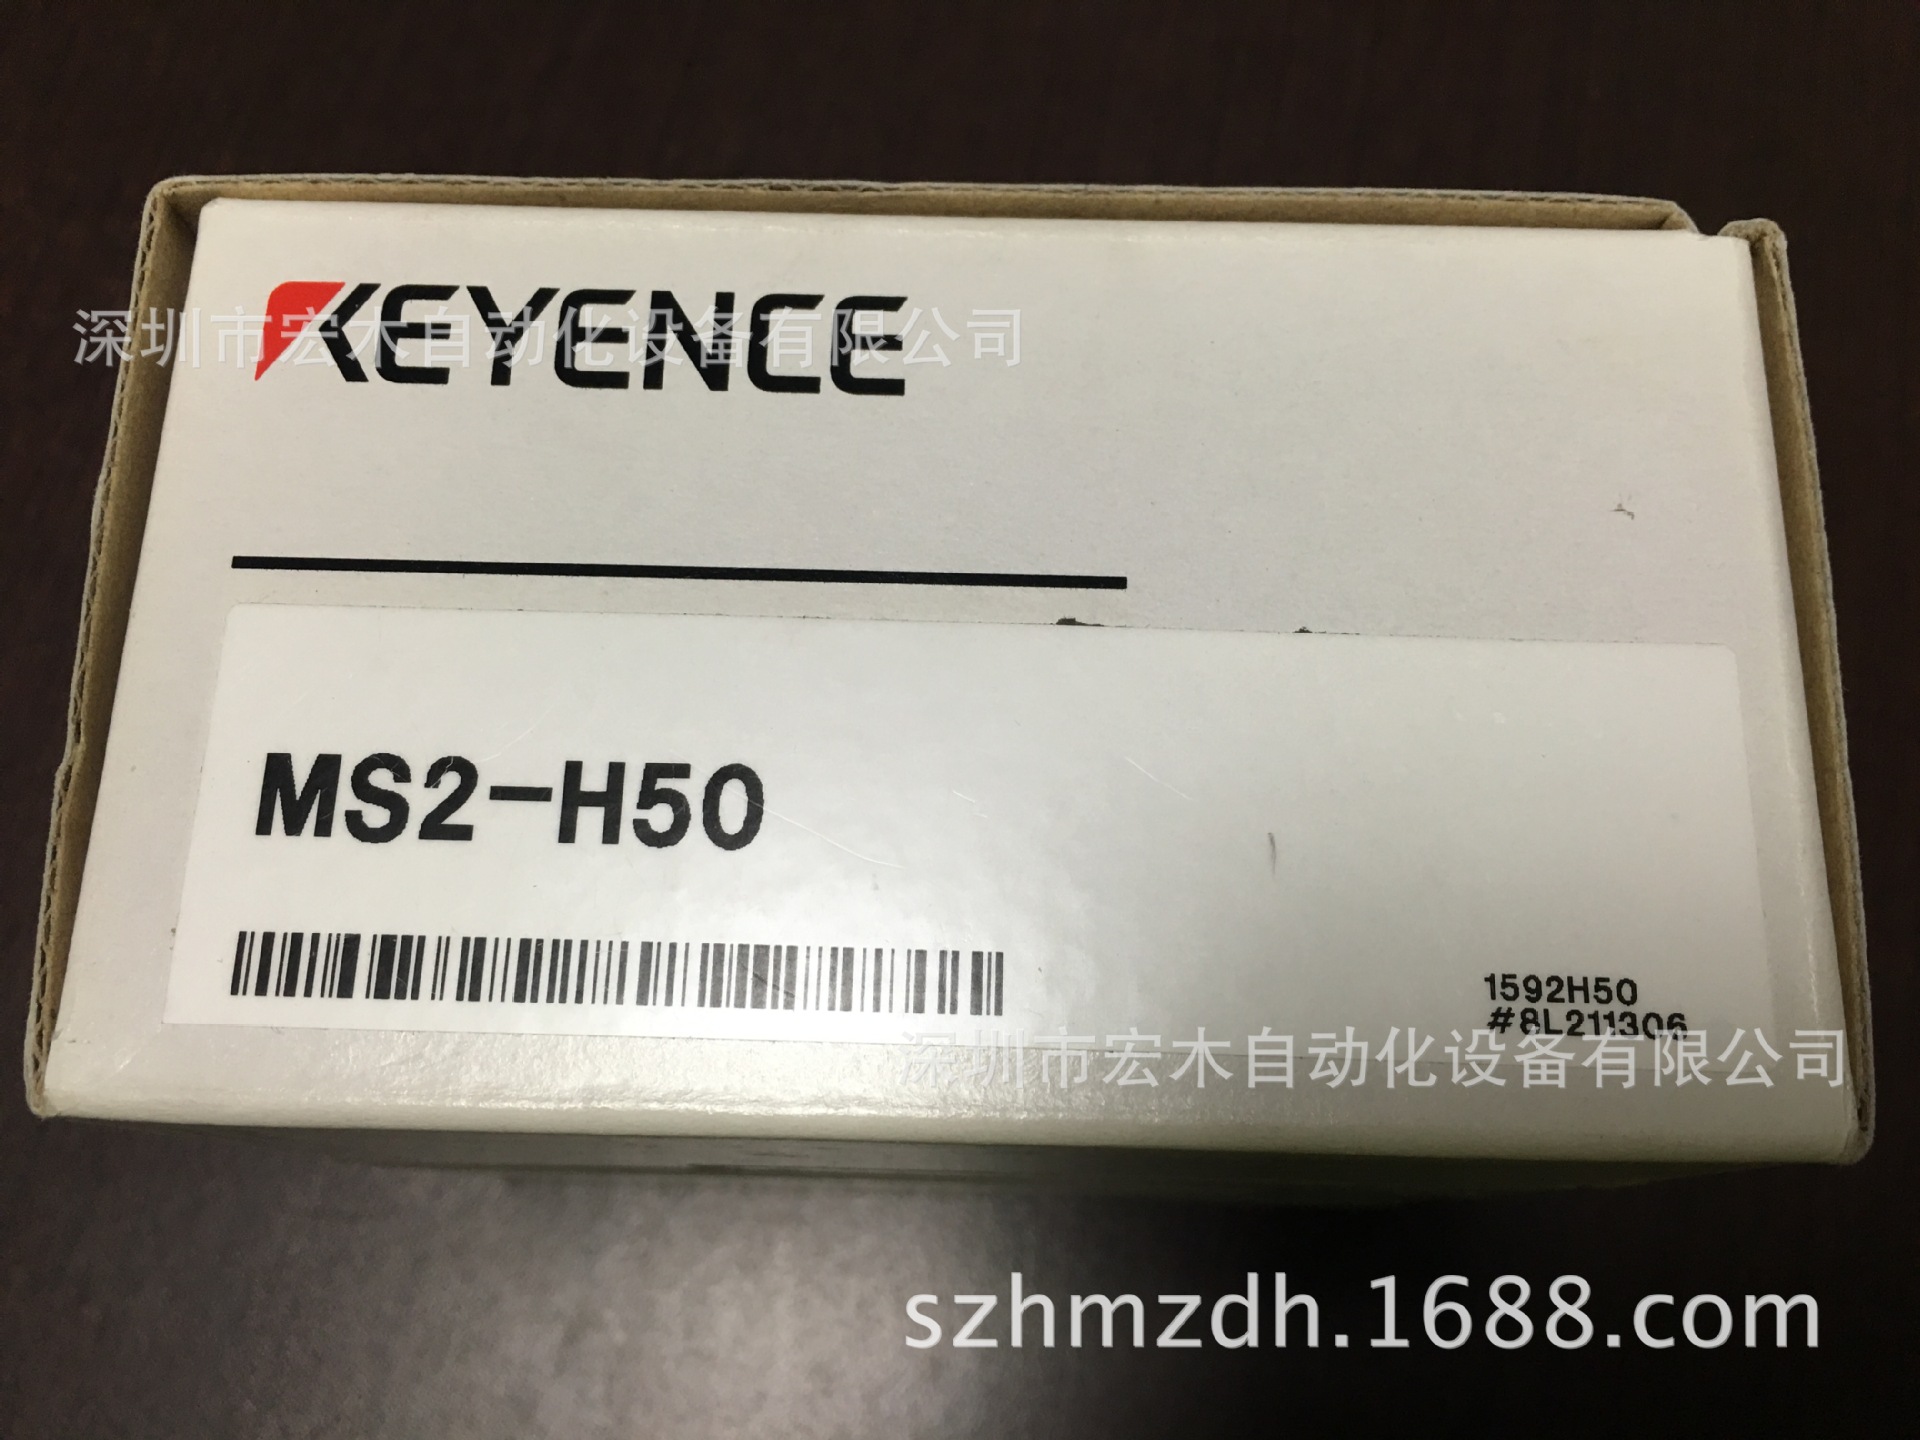 KEYENCE
深圳市宏木自动化设备有限公司
MS2-H50
1592H50
#8L211306
深圳市宏木自动化设备有限公司
szhmzdh.1688.com